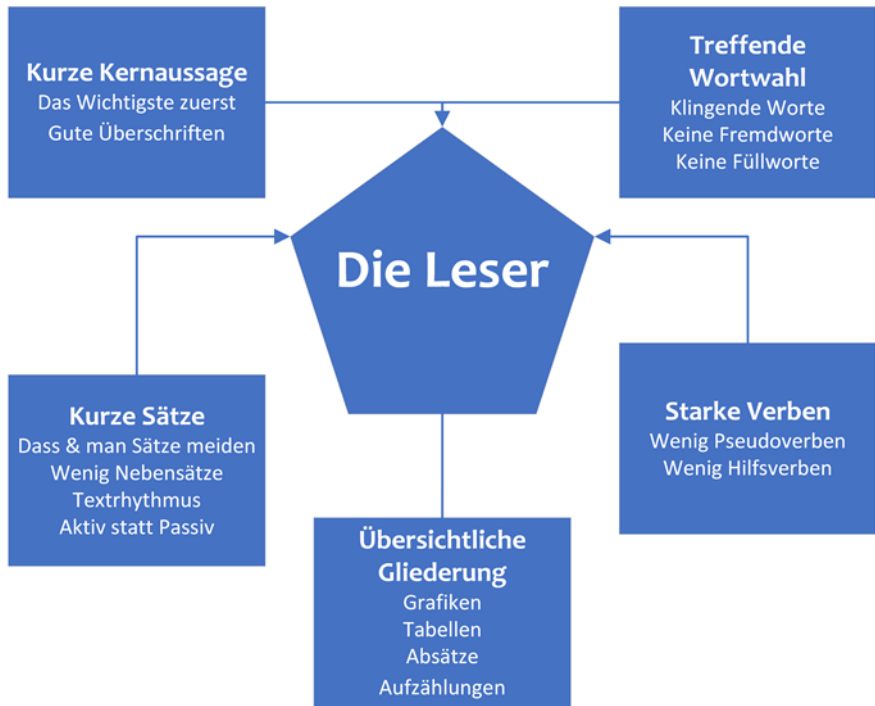 Kurze Kernaussage
Das Wichtigste zuerst
Gute Überschriften
Treffende
Wortwahl
Klingende Worte
Keine Fremdworte
Keine Füllworte
Die Leser
Kurze Sätze
Dass & man Sätze meiden
Wenig Nebensätze
Textrhythmus
Aktiv statt Passiv
Starke Verben
Wenig Pseudoverben
Wenig Hilfsverben
Übersichtliche
Gliederung
Grafiken
Tabellen
Absätze
Aufzählungen